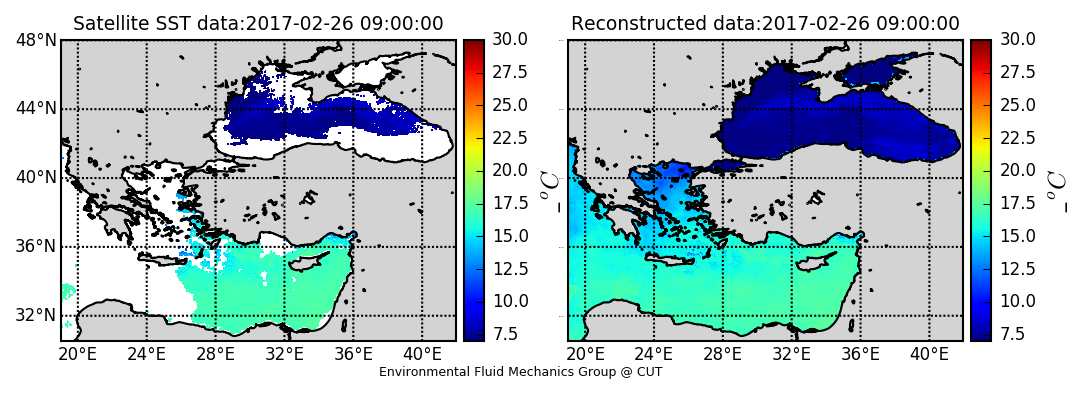 Satellite SST data:2017-02-26 09:00:00
48°N
44°N
40°N
36°N
32°N
20°E 24°E 28°E 32°E 36°E 40°E
30.0
27.5
25.0
22.5
20.0
17.5
15.0
12.5
10.0
7.5
_°C
Reconstructed data:2017-02-26 09:00:00
20°E 24°E 28°E 32°E 36°E 40°E
30.0
27.5
25.0
22.5
20.0
17.5
15.0
12.5
10.0
7.5
_°C
Environmental Fluid Mechanics Group @ CUT